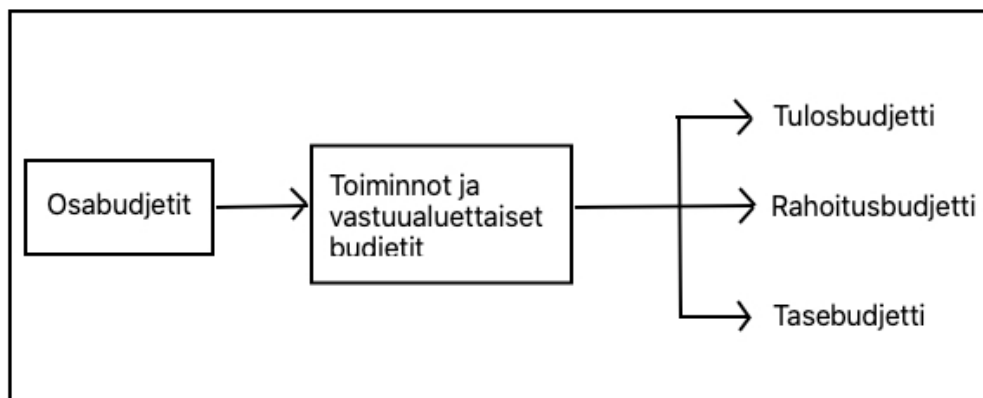 Osabudjetit
Toiminnot ja
vastuualuettaiset
budjetit
Tulosbudjetti
Rahoitusbudjetti
Tasebudjetti